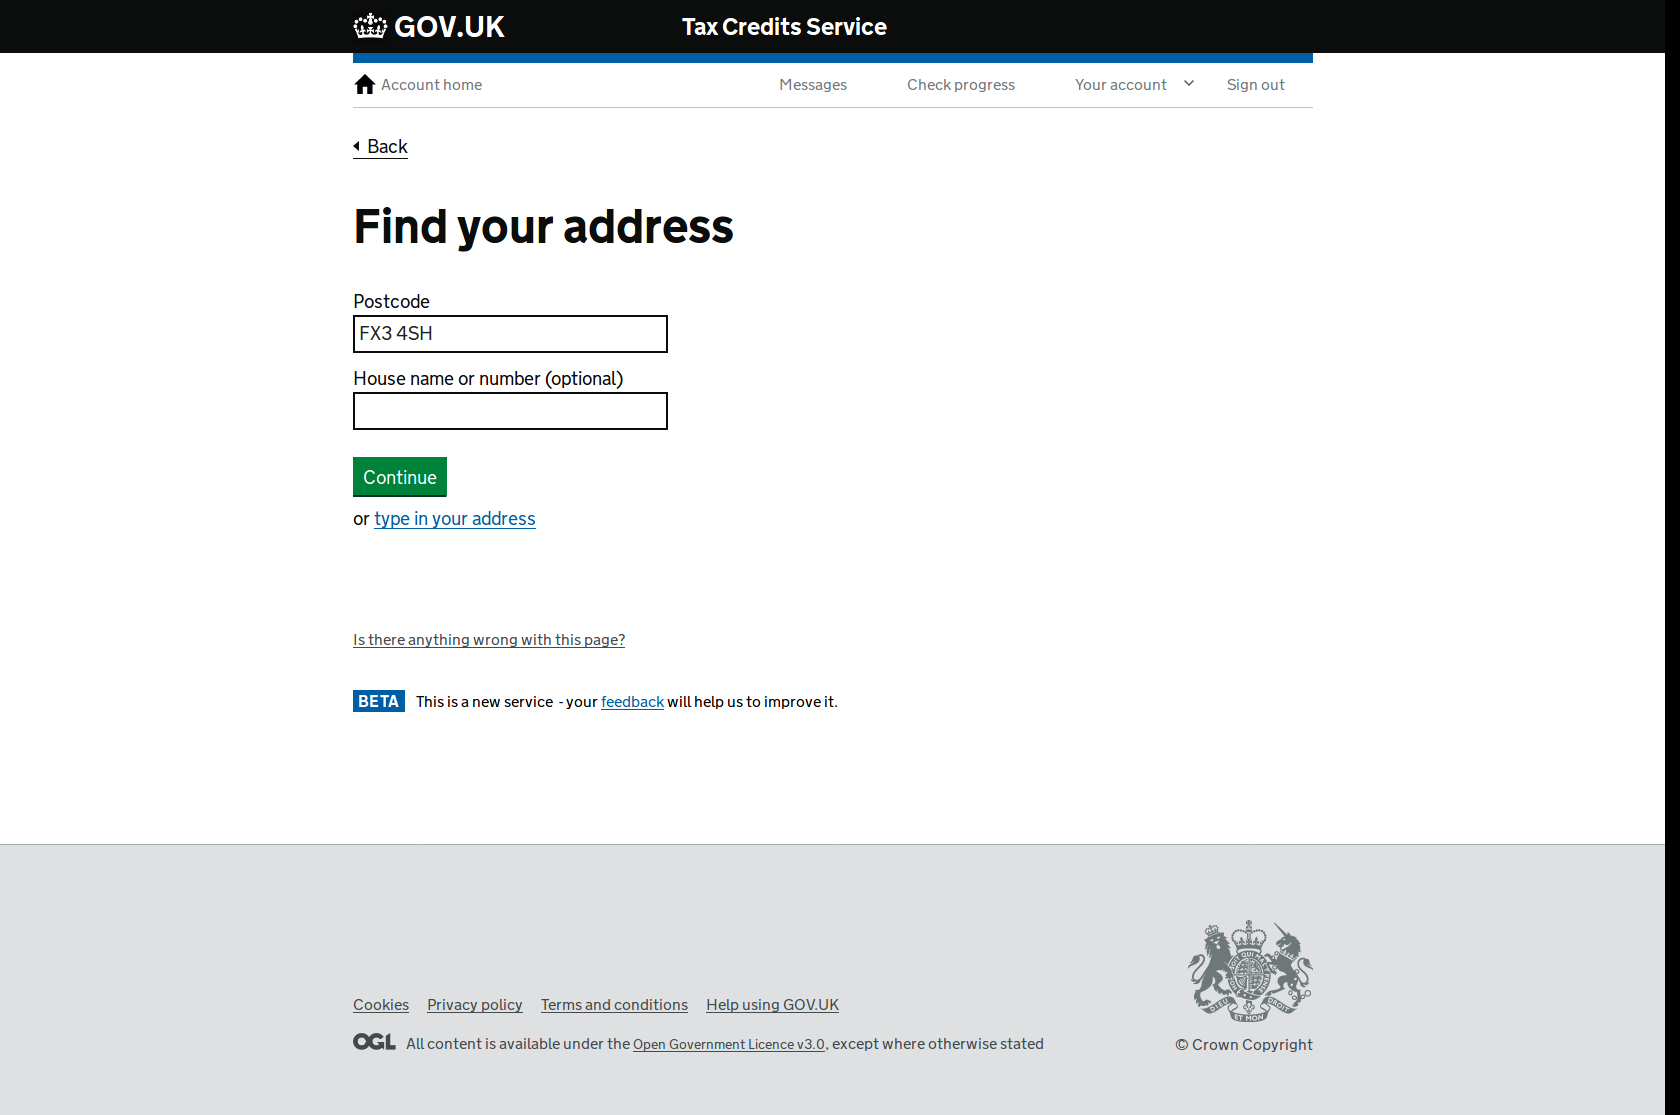 GOV.UK
Tax Credits Service
Account home
Messages
Check progress
Your account
Sign out
Back
Find your address
Postcode
FX3 4SH
House name or number (optional)
Continue
or type in your address
Is there anything wrong with this page?
BETA This is a new service - your feedback will help us to improve it.
Cookies
Privacy policy
Terms and conditions
Help using GOV.UK
OGL All content is available under the Open Government Licence v3.0, except where otherwise stated
DIEU ET MON DROIT
© Crown Copyright